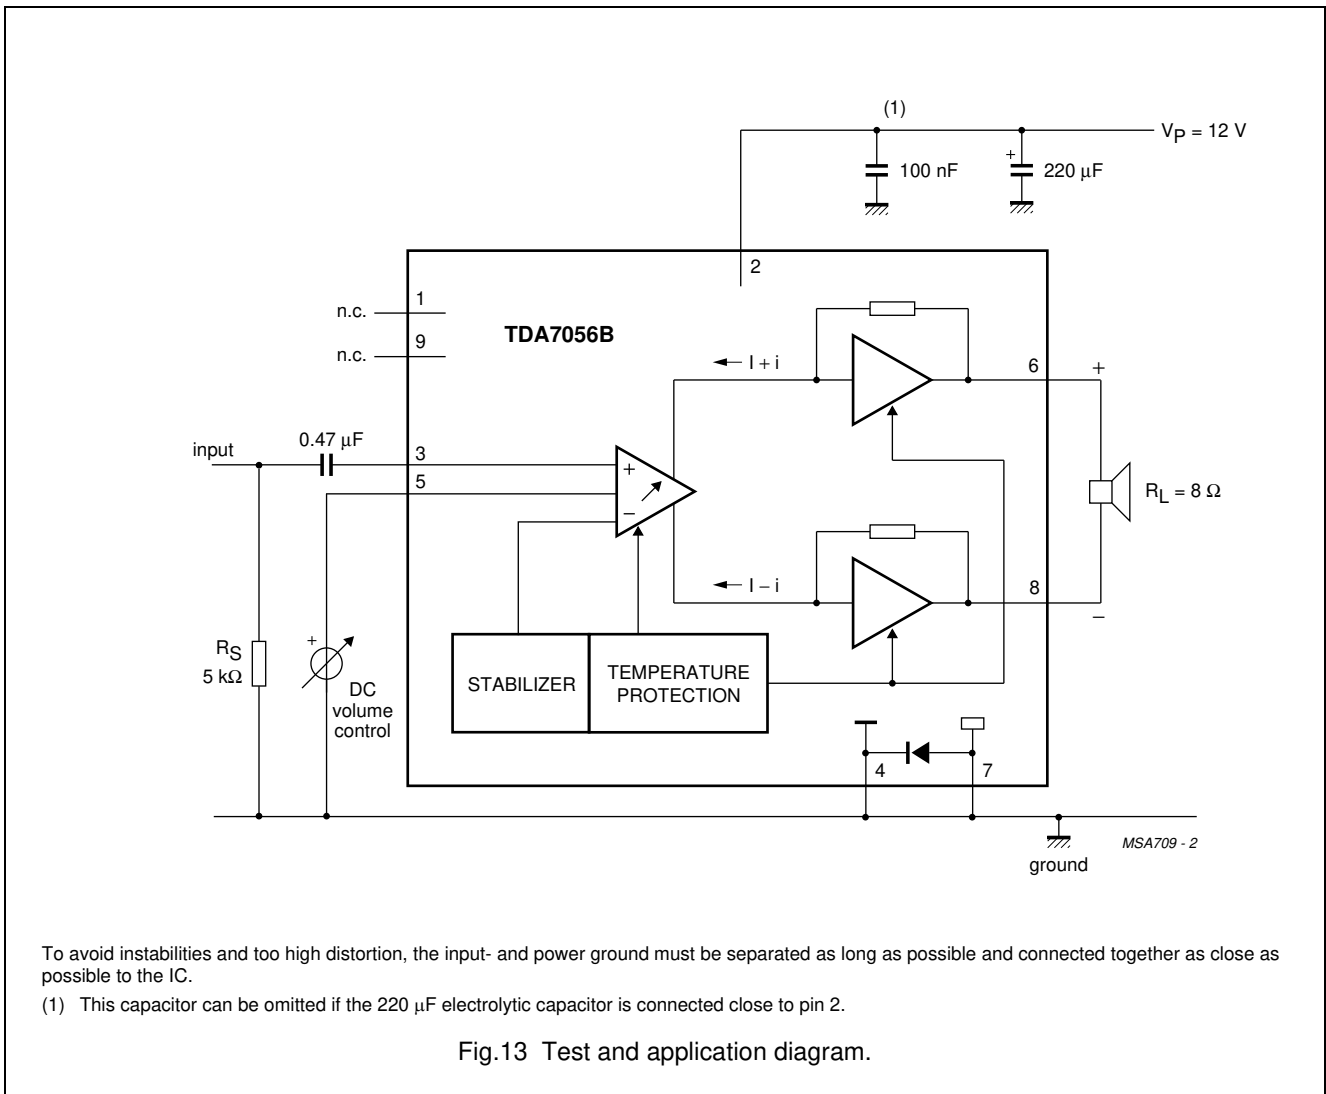 (1)
VP = 12 V
100 nF
+
220 μF
2
1
n.c.
TDA7056B
9
n.c.
I + i
6
+
0.47 μF
input
3
+
5
RL = 8 Ω
−
I − i
8
−
RS
5 kΩ
+
DC
volume
control
STABILIZER
TEMPERATURE
PROTECTION
4
7
MSA709 - 2
ground
To avoid instabilities and too high distortion, the input- and power ground must be separated as long as possible and connected together as close as
possible to the IC.
(1) This capacitor can be omitted if the 220 μF electrolytic capacitor is connected close to pin 2.
Fig.13 Test and application diagram.